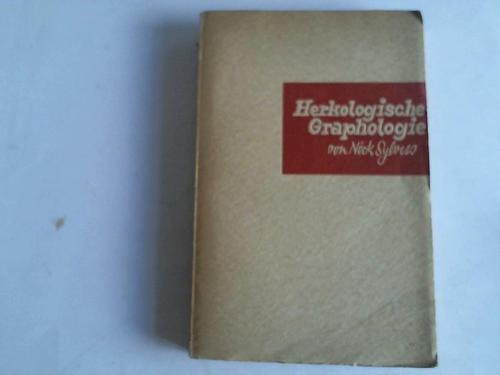 Herkologische
Graphologie
von Nick Sylvus